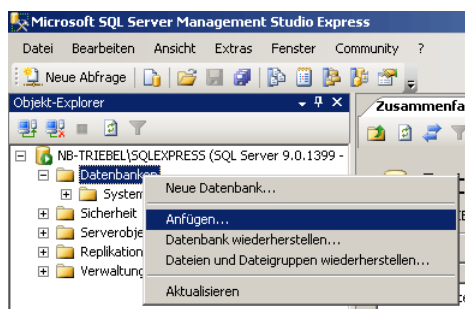 Microsoft SQL Server Management Studio Express
Datei Bearbeiten Ansicht Extras Fenster Community ?
Neue Abfrage
Objekt-Explorer
Zusammenfa
NB-TRIEBEL\SQLEXPRESS (SQL Server 9.0.1399 -
Datenbanken
System
Neue Datenbank...
Sicherheit
Anfügen...
Serverobje
Datenbank wiederherstellen...
Replikation
Dateien und Dateigruppen wiederherstellen...
Verwaltung
Aktualisieren